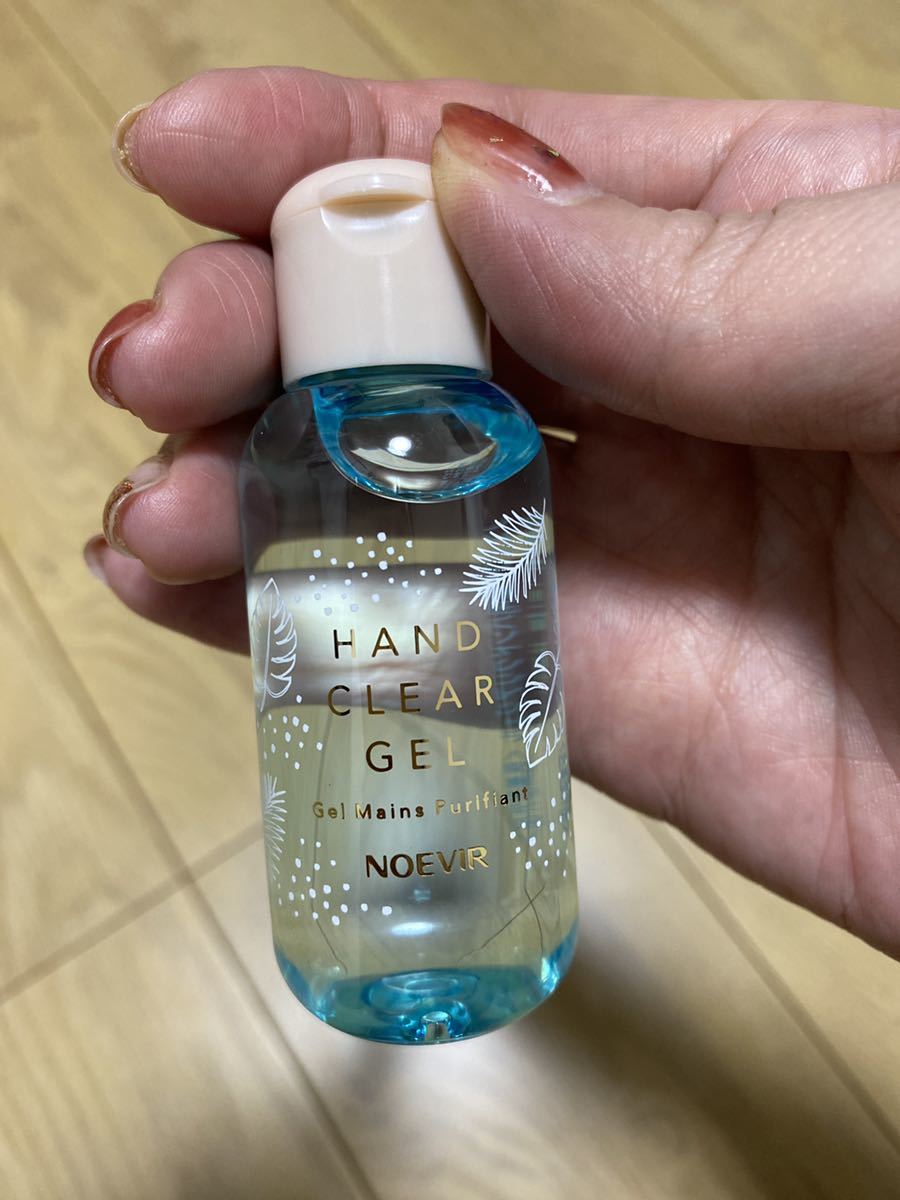 HAND
CLEAR
GEL
Gel Mains Purifiant
NOEVIR